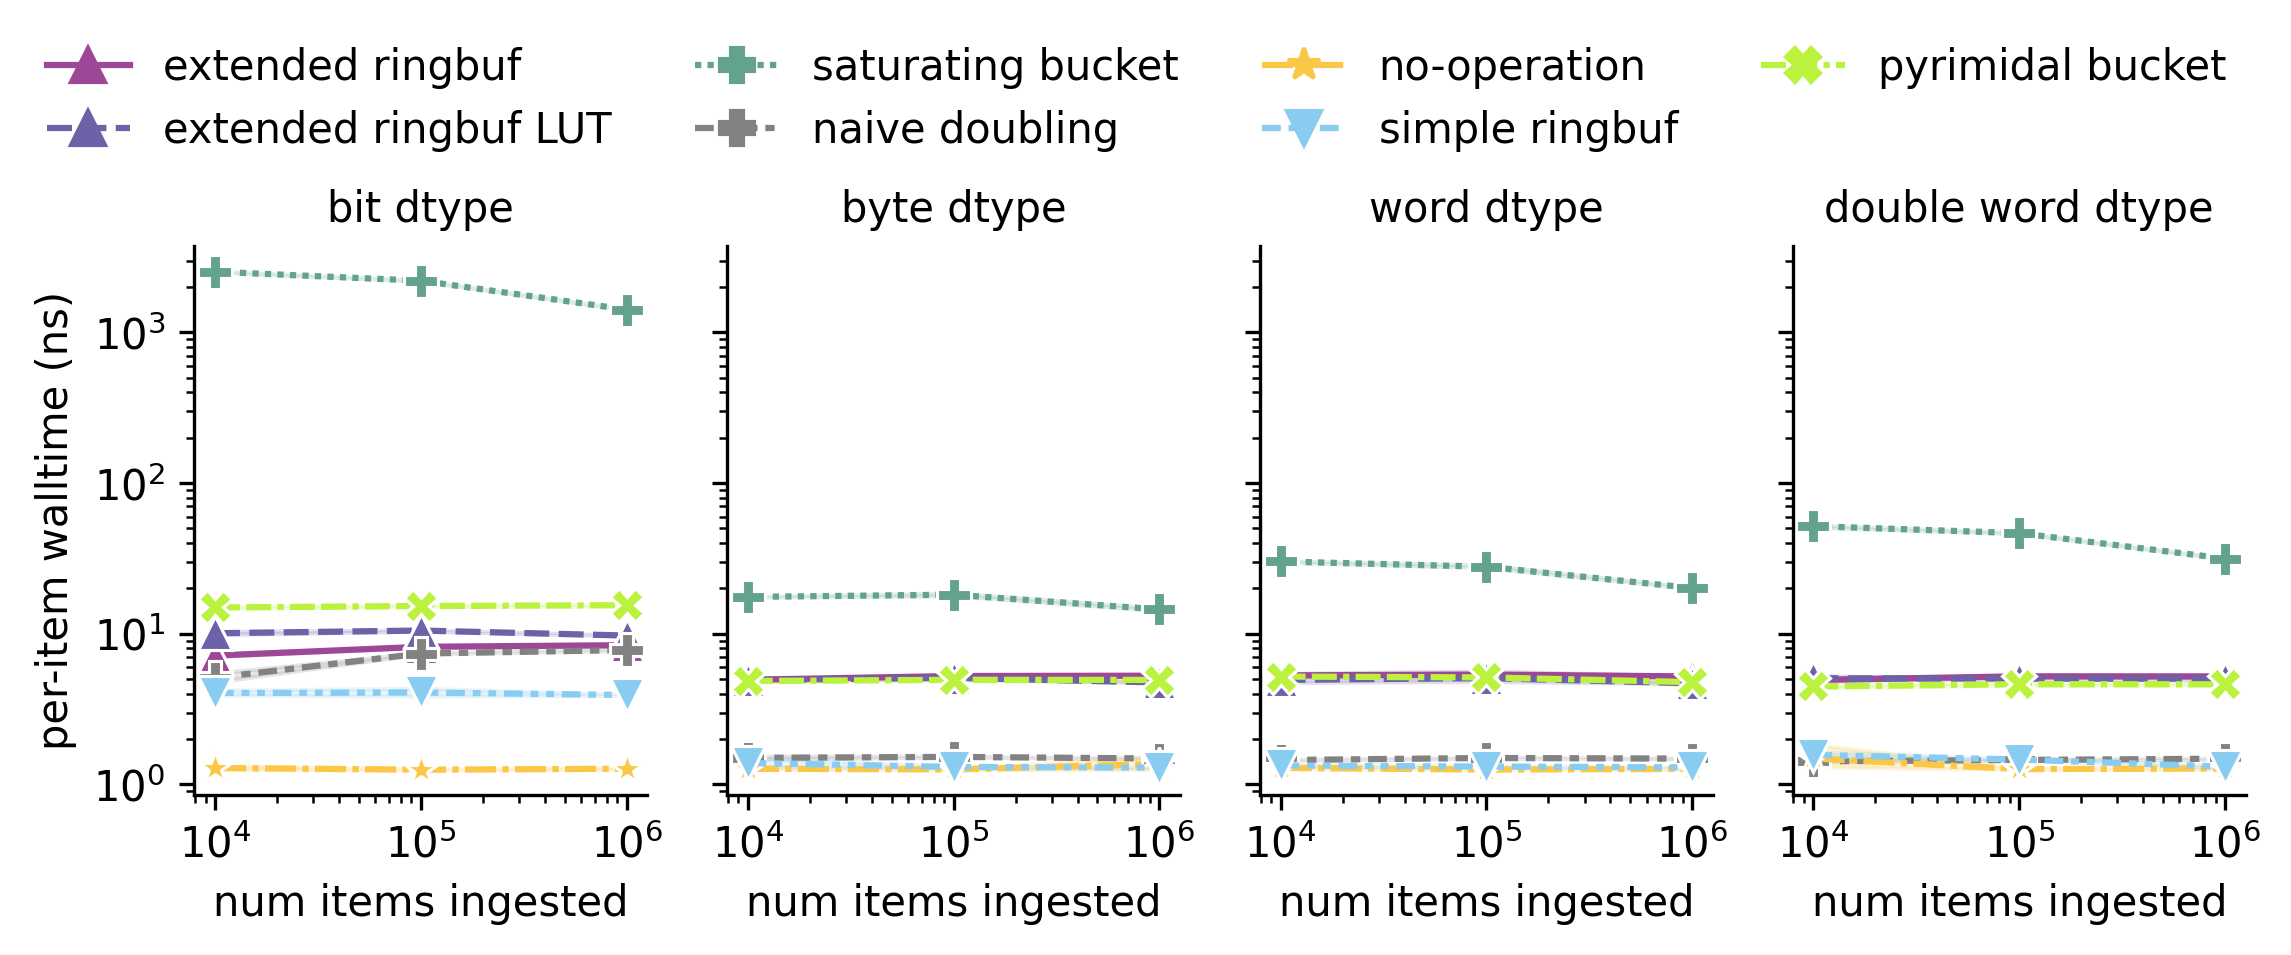 extended ringbuf saturating bucket no-operation pyrimidal bucket
extended ringbuf LUT naive doubling simple ringbuf
bit dtype byte dtype word dtype double word dtype
per-item walltime (ns)
10³
10²
10¹
10⁰
10⁴ 10⁵ 10⁶ 10⁴ 10⁵ 10⁶ 10⁴ 10⁵ 10⁶ 10⁴ 10⁵ 10⁶
num items ingested num items ingested num items ingested num items ingested